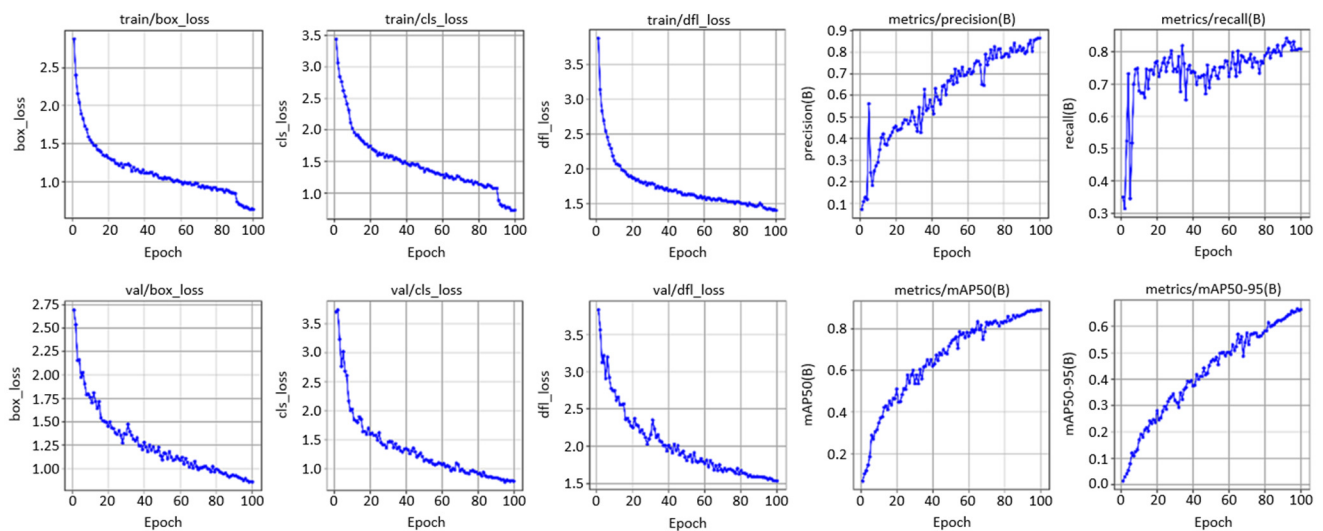 train/box_loss
box_loss
2.5
2.0
1.5
1.0
0 20 40 60 80 100
Epoch
train/cls_loss
cls_loss
3.5
3.0
2.5
2.0
1.5
1.0
0 20 40 60 80 100
Epoch
train/dfl_loss
dfl_loss
3.5
3.0
2.5
2.0
1.5
0 20 40 60 80 100
Epoch
metrics/precision(B)
precision(B)
0.9
0.8
0.7
0.6
0.5
0.4
0.3
0.2
0.1
0 20 40 60 80 100
Epoch
metrics/recall(B)
recall(B)
0.8
0.7
0.6
0.5
0.4
0.3
0 20 40 60 80 100
Epoch
val/box_loss
box_loss
2.75
2.50
2.25
2.00
1.75
1.50
1.25
1.00
0 20 40 60 80 100
Epoch
val/cls_loss
cls_loss
3.5
3.0
2.5
2.0
1.5
1.0
0 20 40 60 80 100
Epoch
val/dfl_loss
dfl_loss
3.5
3.0
2.5
2.0
1.5
0 20 40 60 80 100
Epoch
metrics/mAP50(B)
mAP50(B)
0.8
0.6
0.4
0.2
0 20 40 60 80 100
Epoch
metrics/mAP50-95(B)
mAP50-95(B)
0.6
0.5
0.4
0.3
0.2
0.1
0.0
0 20 40 60 80 100
Epoch